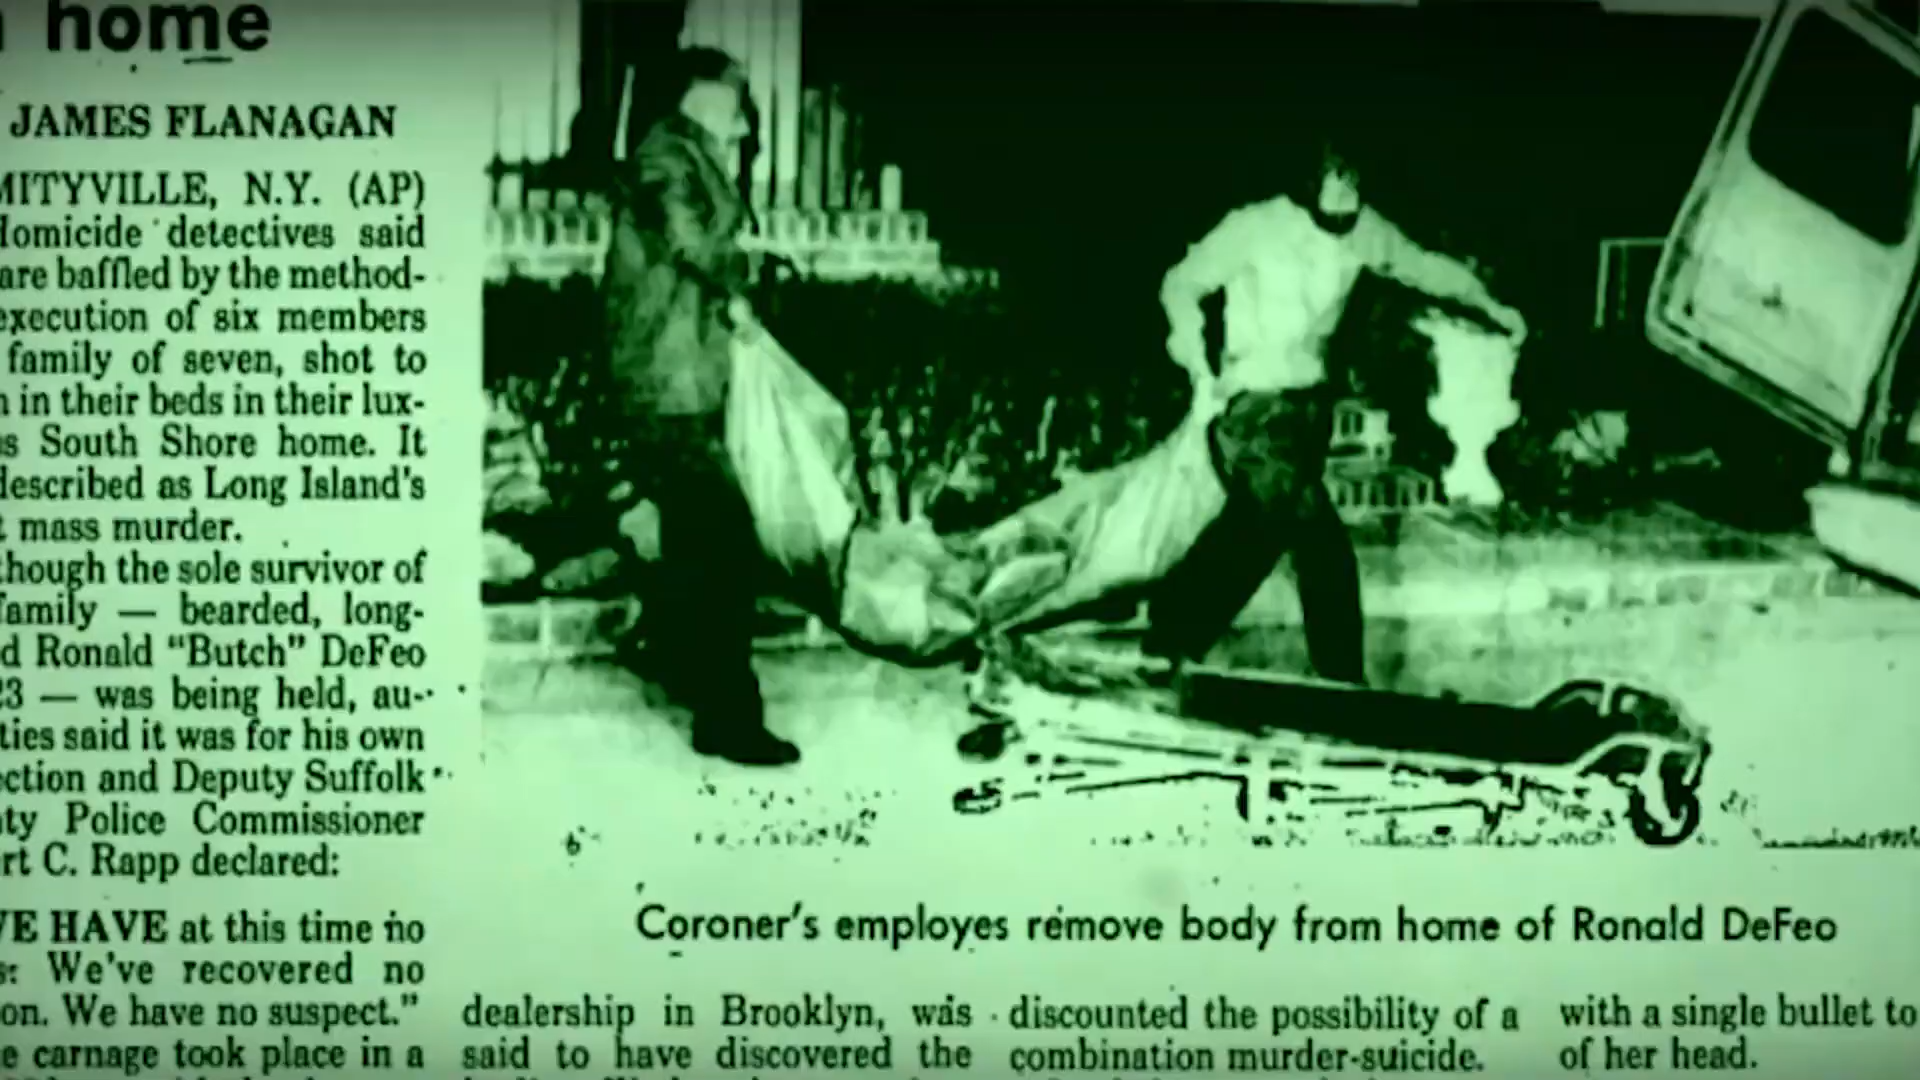 home
JAMES FLANAGAN
MITYVILLE, N.Y. (AP)
Homicide detectives said
are baffled by the method-
execution of six members
family of seven, shot to
in their beds in their lux-
South Shore home. It
described as Long Island's
mass murder.
though the sole survivor of
family — bearded, long-
d Ronald "Butch" DeFeo
23 — was being held, au-
ties said it was for his own
ection and Deputy Suffolk
ty Police Commissioner
rt C. Rapp declared:
VE HAVE at this time no
s: We've recovered no
on. We have no suspect."
e carnage took place in a
Coroner's employes remove body from home of Ronald DeFeo
dealership in Brooklyn, was
said to have discovered the
discounted the possibility of a
combination murder-suicide.
with a single bullet to
of her head.